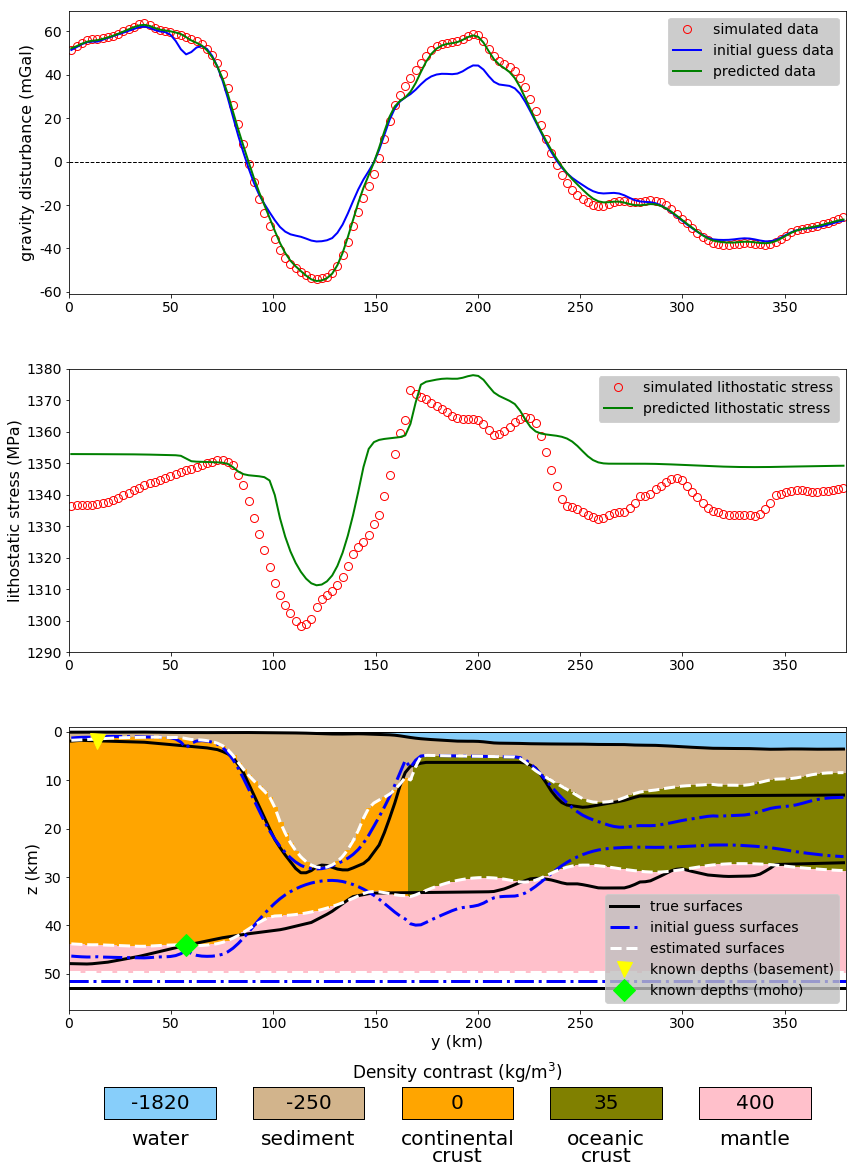 60
40
20
0
-20
-40
-60
gravity disturbance (mGal)
simulated data
initial guess data
predicted data
0 50 100 150 200 250 300 350
1380
1370
1360
1350
1340
1330
1320
1310
1300
1290
lithostatic stress (MPa)
simulated lithostatic stress
predicted lithostatic stress
0 50 100 150 200 250 300 350
0
10
20
30
40
50
z (km)
true surfaces
initial guess surfaces
estimated surfaces
known depths (basement)
known depths (moho)
0 50 100 150 200 250 300 350
y (km)
Density contrast (kg/m³)
-1820 -250 0 35 400
water sediment continental oceanic mantle
crust crust